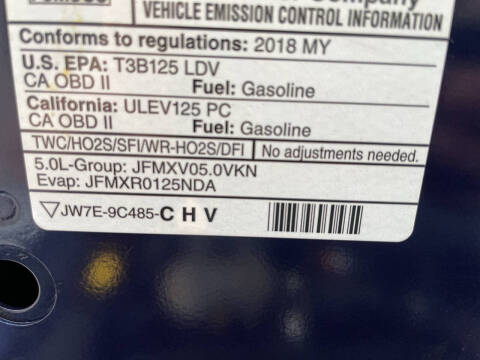 Company
VEHICLE EMISSION CONTROL INFORMATION
Conforms to regulations: 2018 MY
U.S. EPA: T3B125 LDV
CA OBD II Fuel: Gasoline
California: ULEV125 PC
CA OBD II Fuel: Gasoline
TWC/HO2S/SFI/WR-HO2S/DFI No adjustments needed.
5.0L-Group: JFMXV05.0VKN
Evap: JFMXR0125NDA
JW7E-9C485-C H V